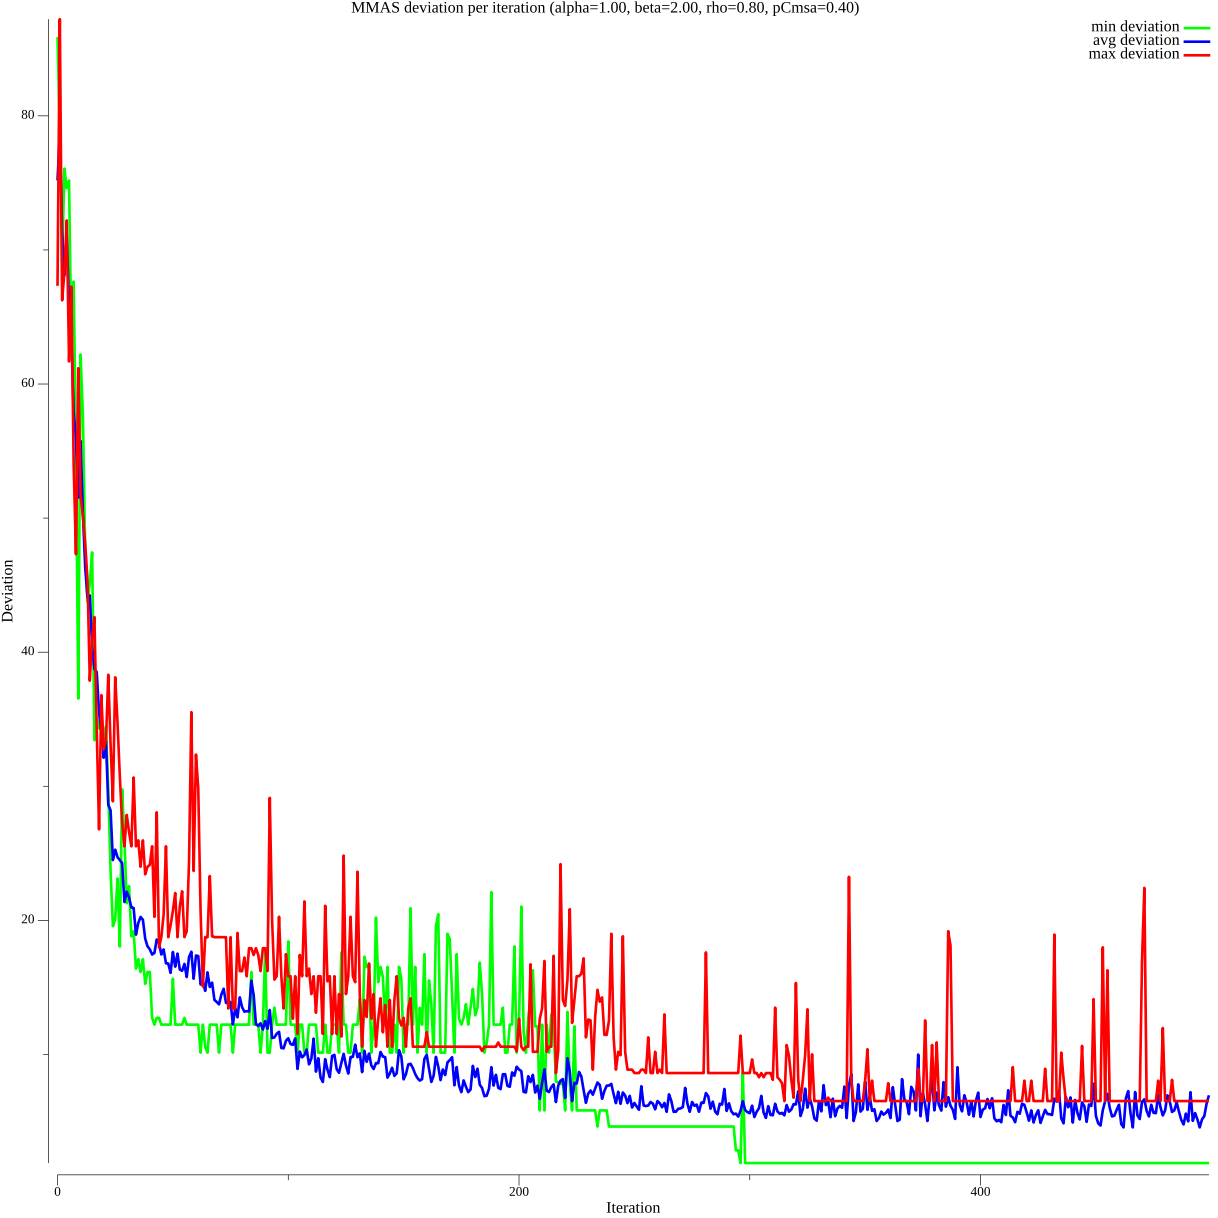 MMAS deviation per iteration (alpha=1.00, beta=2.00, rho=0.80, pCmsa=0.40)
min deviation
avg deviation
max deviation
80
60
40
20
Deviation
0
200
400
Iteration